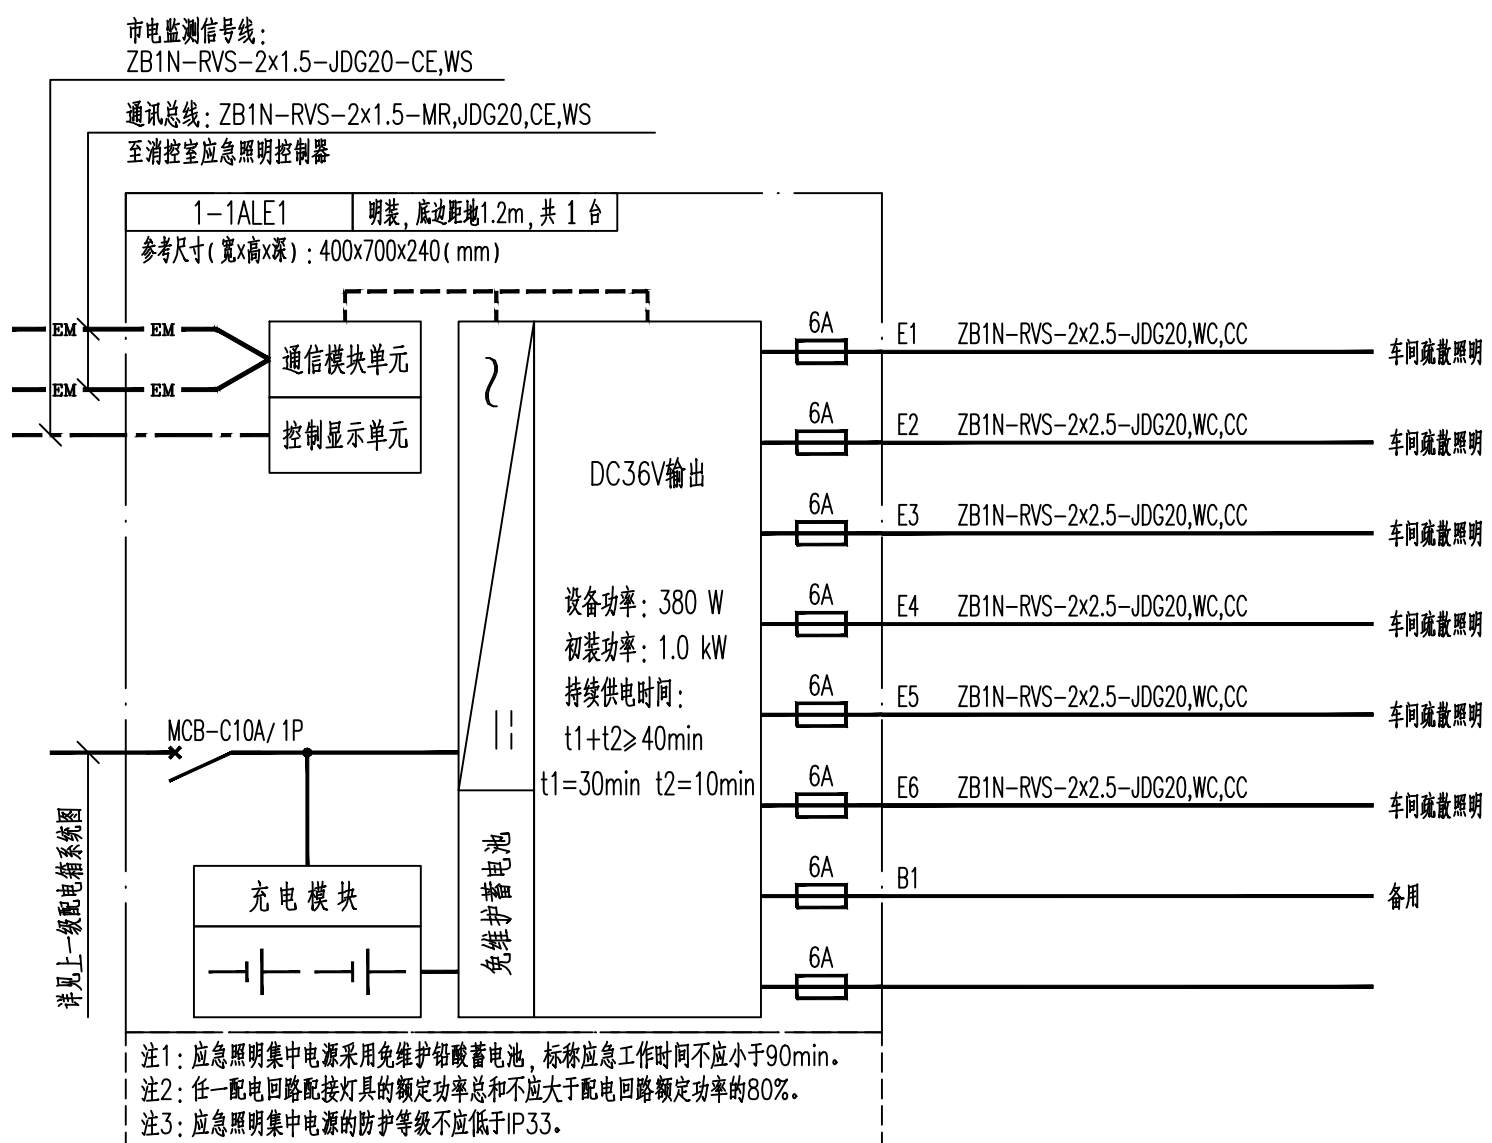 市电监测信号线：
ZB1N-RVS-2x1.5-JDG20-CE,WS
通讯总线：ZB1N-RVS-2x1.5-MR,JDG20,CE,WS
至消控室应急照明控制器
1-1ALE1
明装,底边距地1.2m,共 1 台
参考尺寸(宽x高x深)：400x700x240(mm)
EM
EM
EM
EM
通信模块单元
控制显示单元
DC36V输出
设备功率：380 W
初装功率：1.0 kW
持续供电时间：
t1+t2≥40min
t1=30min t2=10min
MCB-C10A/1P
详见上一级配电箱系统图
充电模块
免维护蓄电池
6A
E1
ZB1N-RVS-2x2.5-JDG20,WC,CC
车间疏散照明
6A
E2
ZB1N-RVS-2x2.5-JDG20,WC,CC
车间疏散照明
6A
E3
ZB1N-RVS-2x2.5-JDG20,WC,CC
车间疏散照明
6A
E4
ZB1N-RVS-2x2.5-JDG20,WC,CC
车间疏散照明
6A
E5
ZB1N-RVS-2x2.5-JDG20,WC,CC
车间疏散照明
6A
E6
ZB1N-RVS-2x2.5-JDG20,WC,CC
车间疏散照明
6A
B1
备用
6A
注1：应急照明集中电源采用免维护铅酸蓄电池,标称应急工作时间不应小于90min。
注2：任一配电回路配接灯具的额定功率总和不应大于配电回路额定功率的80%。
注3：应急照明集中电源的防护等级不应低于IP33。